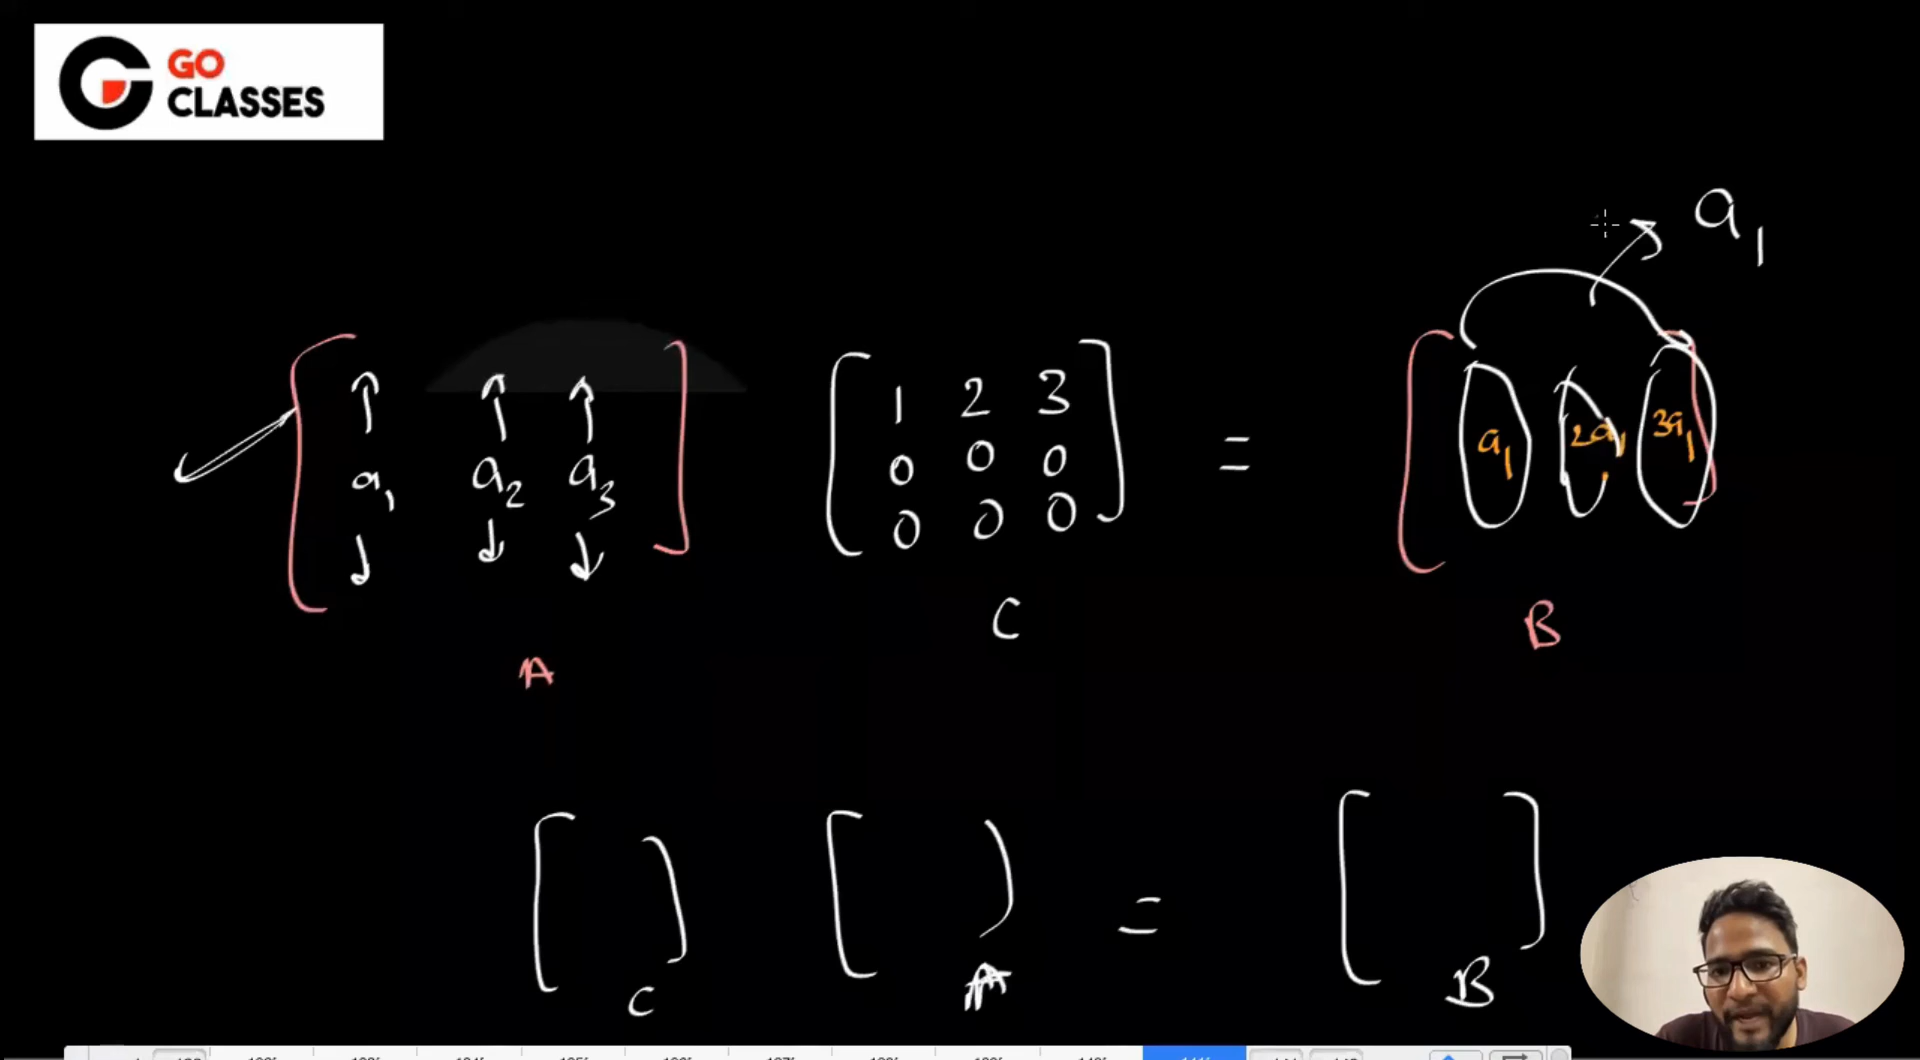 GO
CLASSES
a1
a1 a2 a3
1 2 3
0 0 0
0 0 0
=
a1 2a1 3a1
A
C
B
=
C
A
B